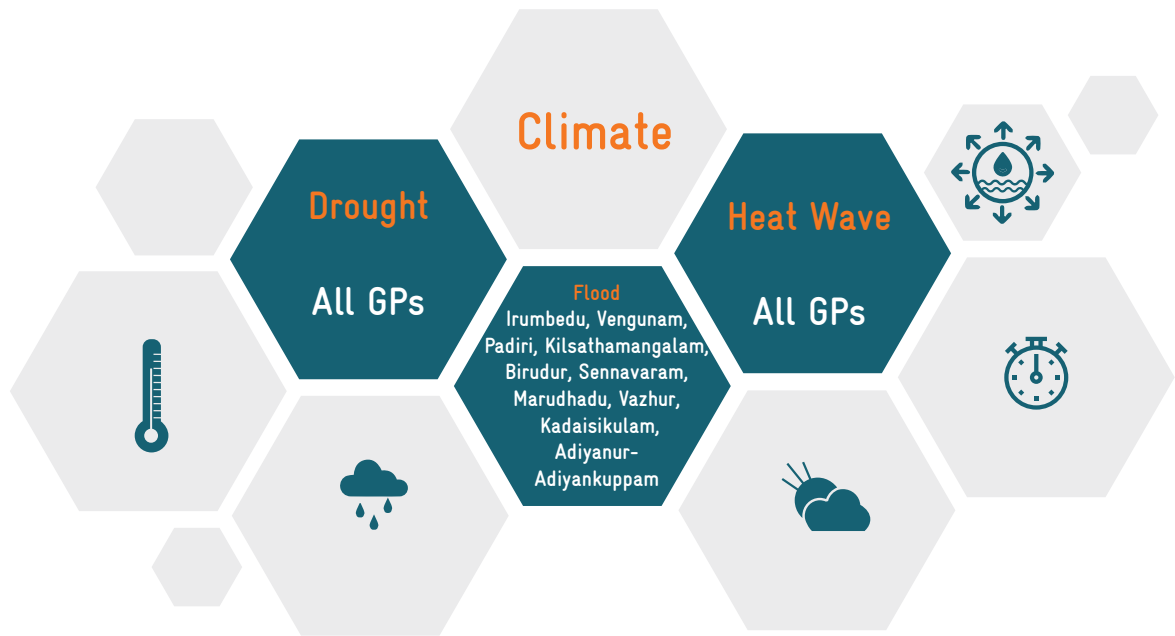 Climate
Drought
All GPs
Heat Wave
All GPs
Flood
Irumbedu, Vengunam,
Padiri, Kilsathamangalam,
Birudur, Sennavaram,
Marudhadu, Vazhur,
Kadaisikulam,
Adiyanur-
Adiyankuppam